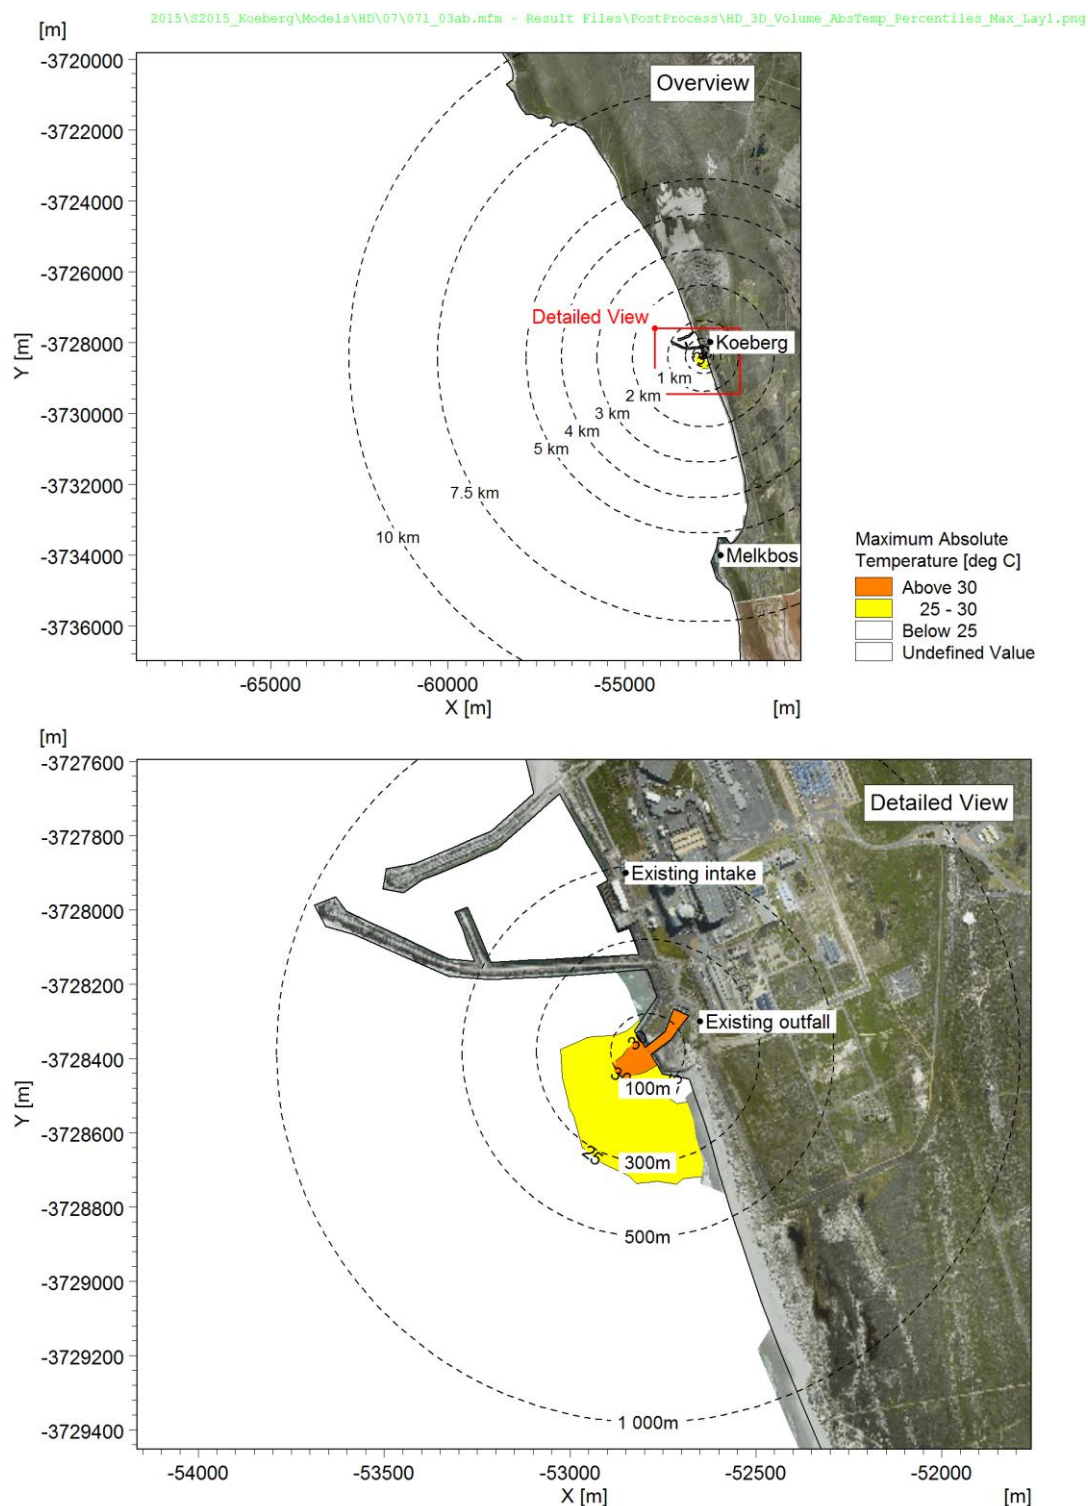 2015\S2015_Koeberg\Models\HD\07\07l_03ab.mfm - Result Files\PostProcess\HD_3D_Volume_AbsTemp_Percentiles_Max_Lay1.png
[m]
-3720000
Overview
-3722000
-3724000
-3726000
Detailed View
-3728000
Koeberg
Y [m]
1 km
2 km
-3730000
3 km
4 km
5 km
-3732000
7.5 km
10 km
-3734000
Melkbos
-3736000
Maximum Absolute
Temperature [deg C]
Above 30
25 - 30
Below 25
Undefined Value
-65000
-60000
-55000
X [m]
[m]
[m]
-3727600
Detailed View
-3727800
Existing intake
-3728000
-3728200
Existing outfall
30
-3728400
30
100m
Y [m]
-3728600
25
300m
-3728800
500m
-3729000
-3729200
1 000m
-3729400
-54000
-53500
-53000
-52500
-52000
X [m]
[m]